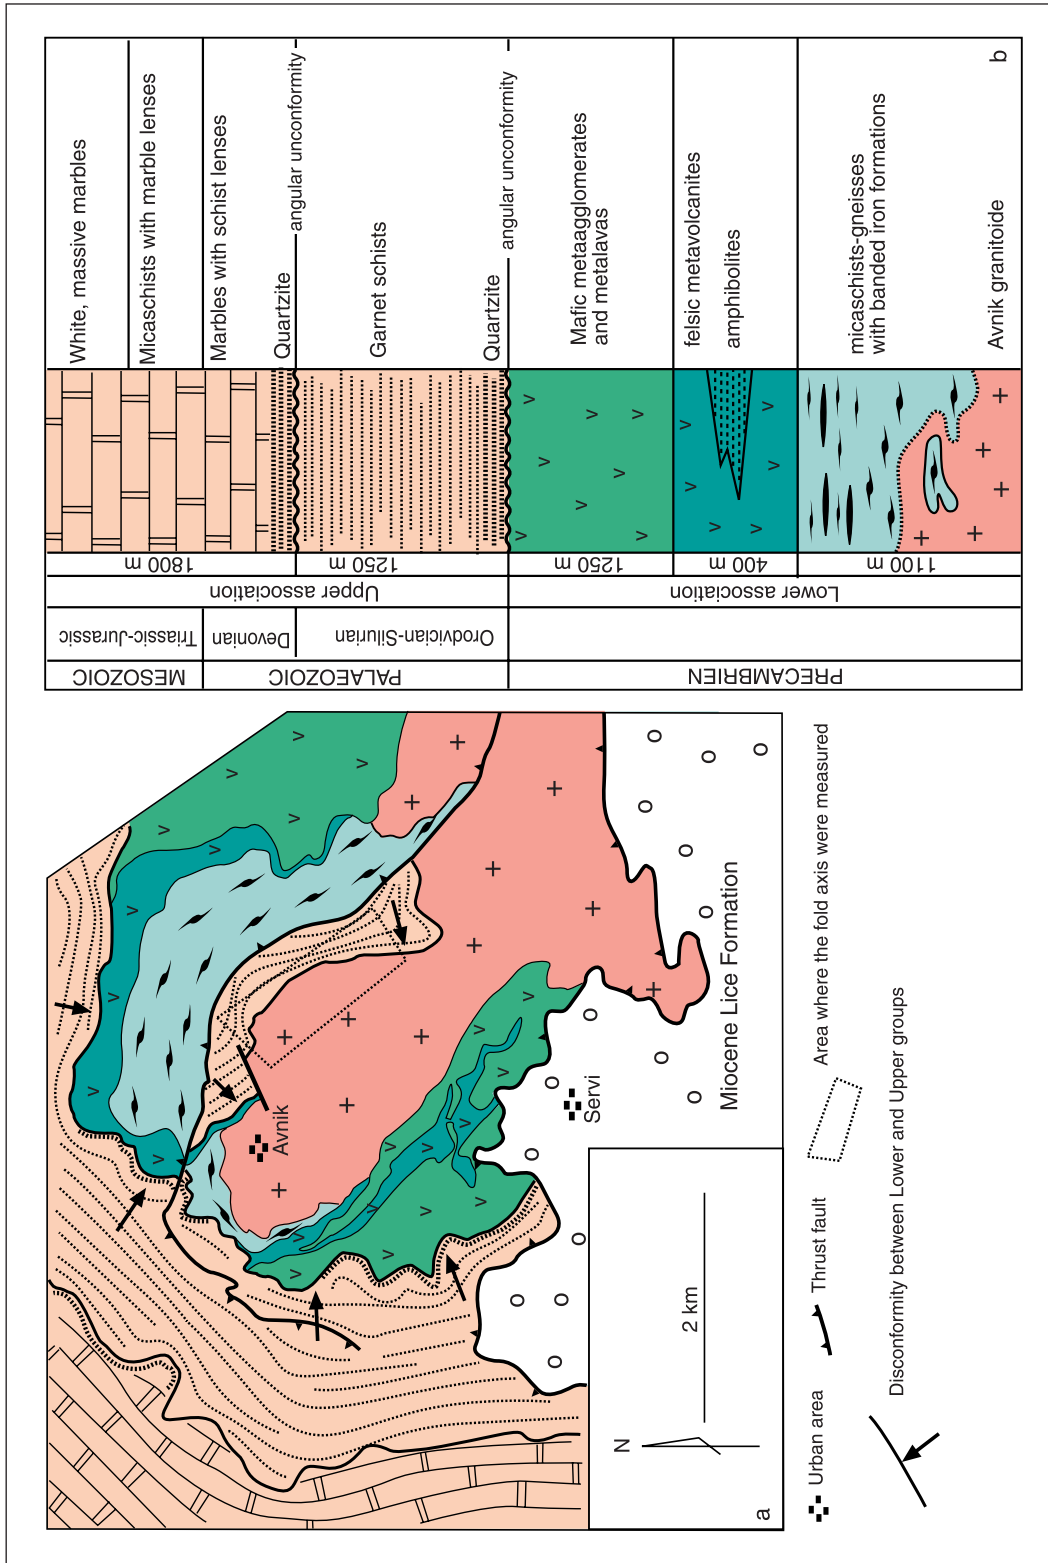 White, massive marbles
Micaschists with marble lenses
Marbles with schist lenses
Quartzite
angular unconformity
Garnet schists
Quartzite
angular unconformity
Mafic metaagglomerates
and metalavas
felsic metavolcanites
amphibolites
micaschists-gneisses
with banded iron formations
Avnik granitoide
b
1800 m
1250 m
1250 m
400 m
1100 m
Upper association
Lower association
Triassic-Jurassic
Devonian
Orodvician-Silurian
MESOZOIC
PALAEOZOIC
PRECAMBRIEN
Avnik
Servi
Miocene Lice Formation
N
2 km
a
Urban area
Thrust fault
Area where the fold axis were measured
Disconformity between Lower and Upper groups